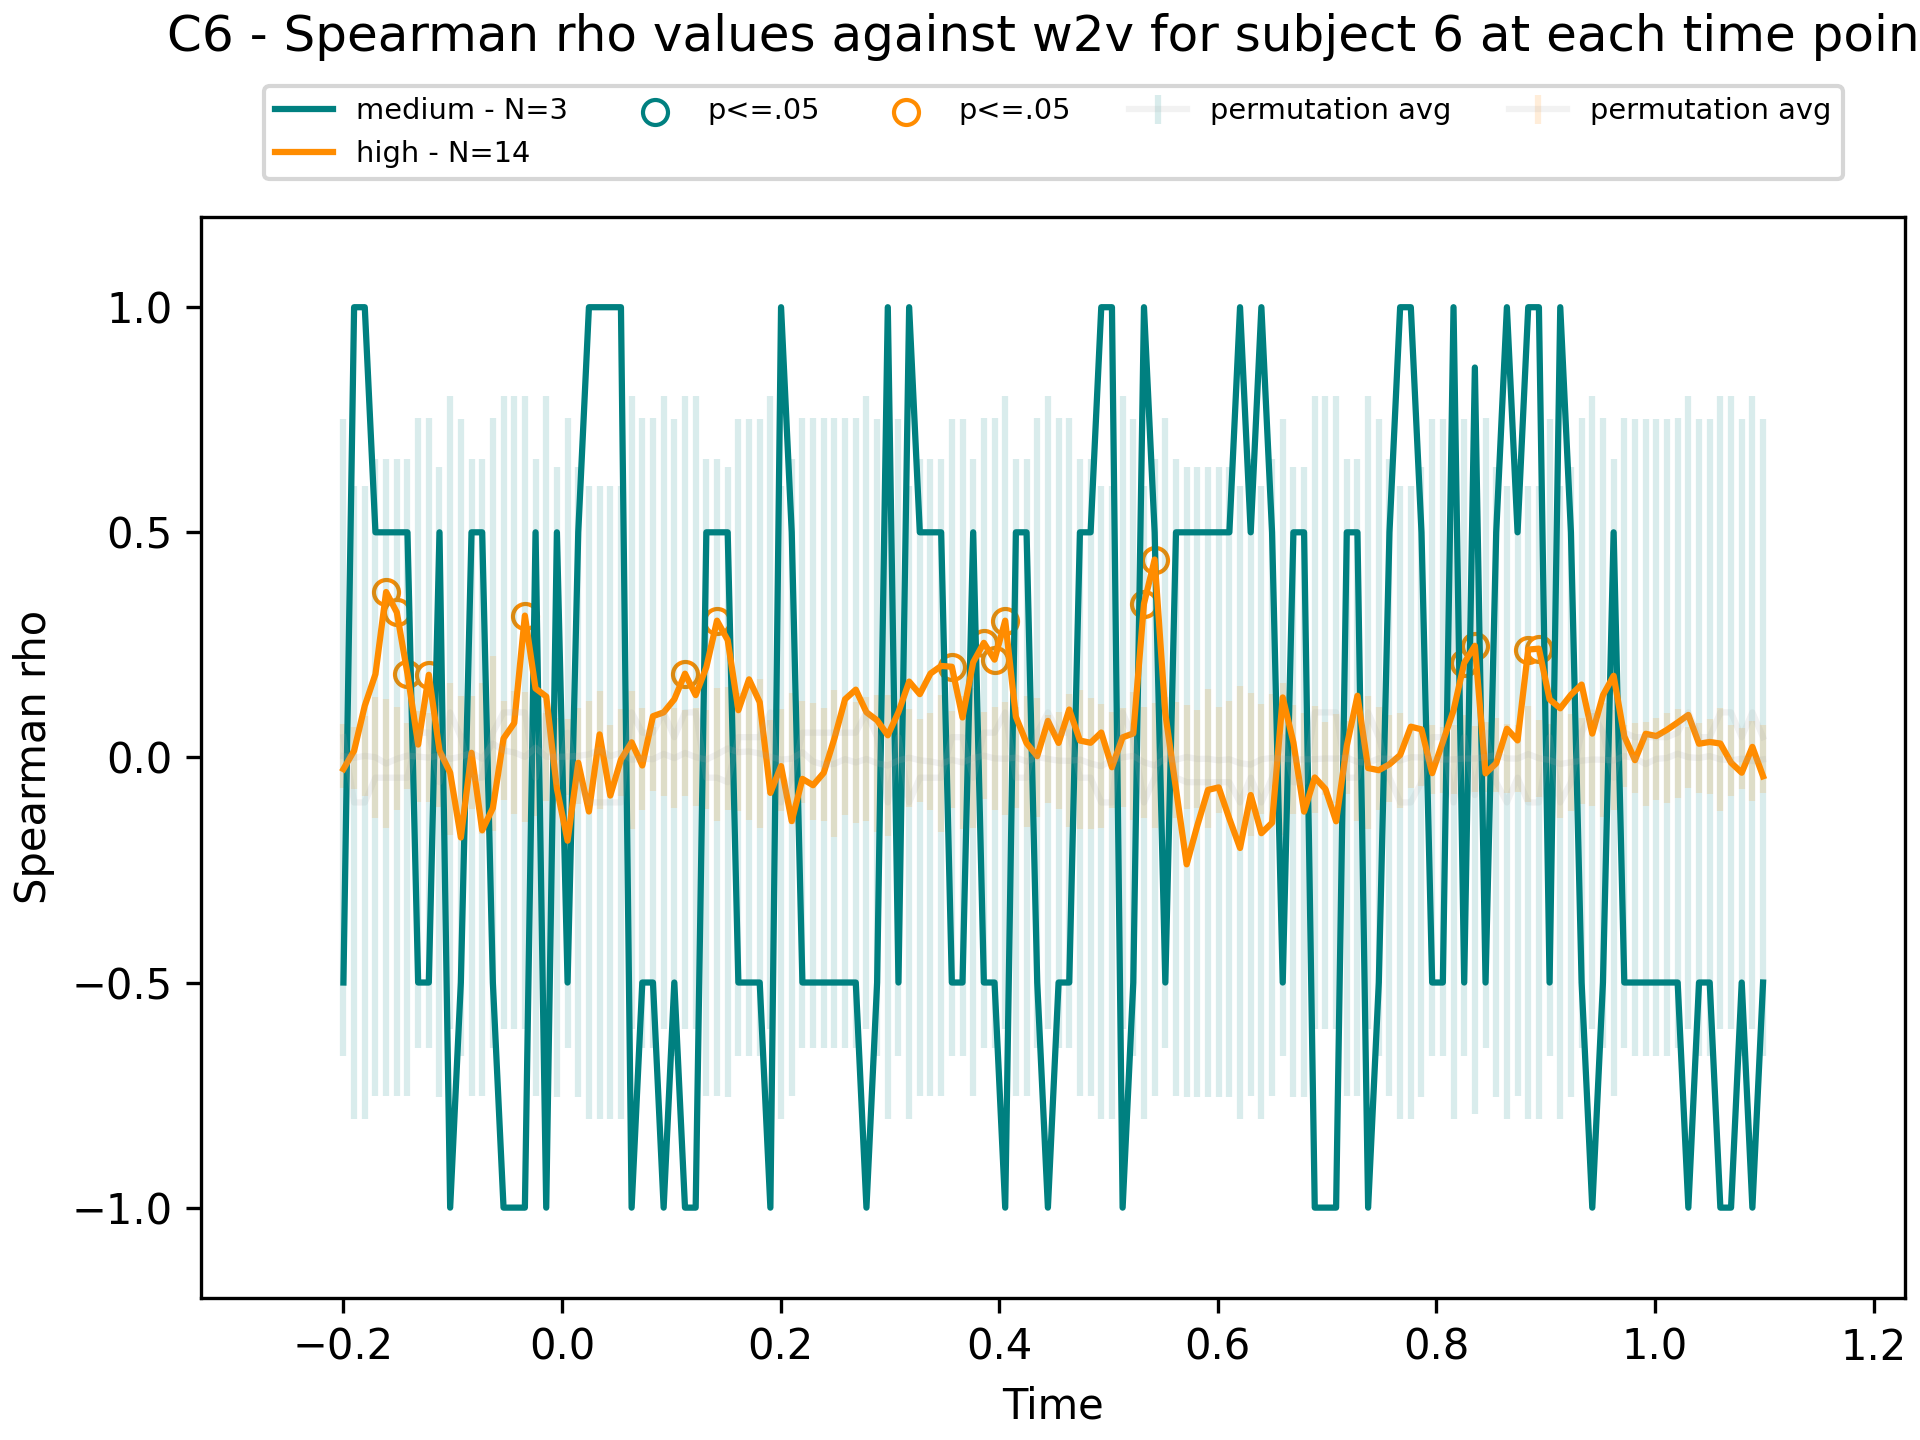 C6 - Spearman rho values against w2v for subject 6 at each time poin
medium - N=3
high - N=14
p<=.05
p<=.05
permutation avg
permutation avg
Spearman rho
1.0
0.5
0.0
−0.5
−1.0
−0.2 0.0 0.2 0.4 0.6 0.8 1.0 1.2
Time